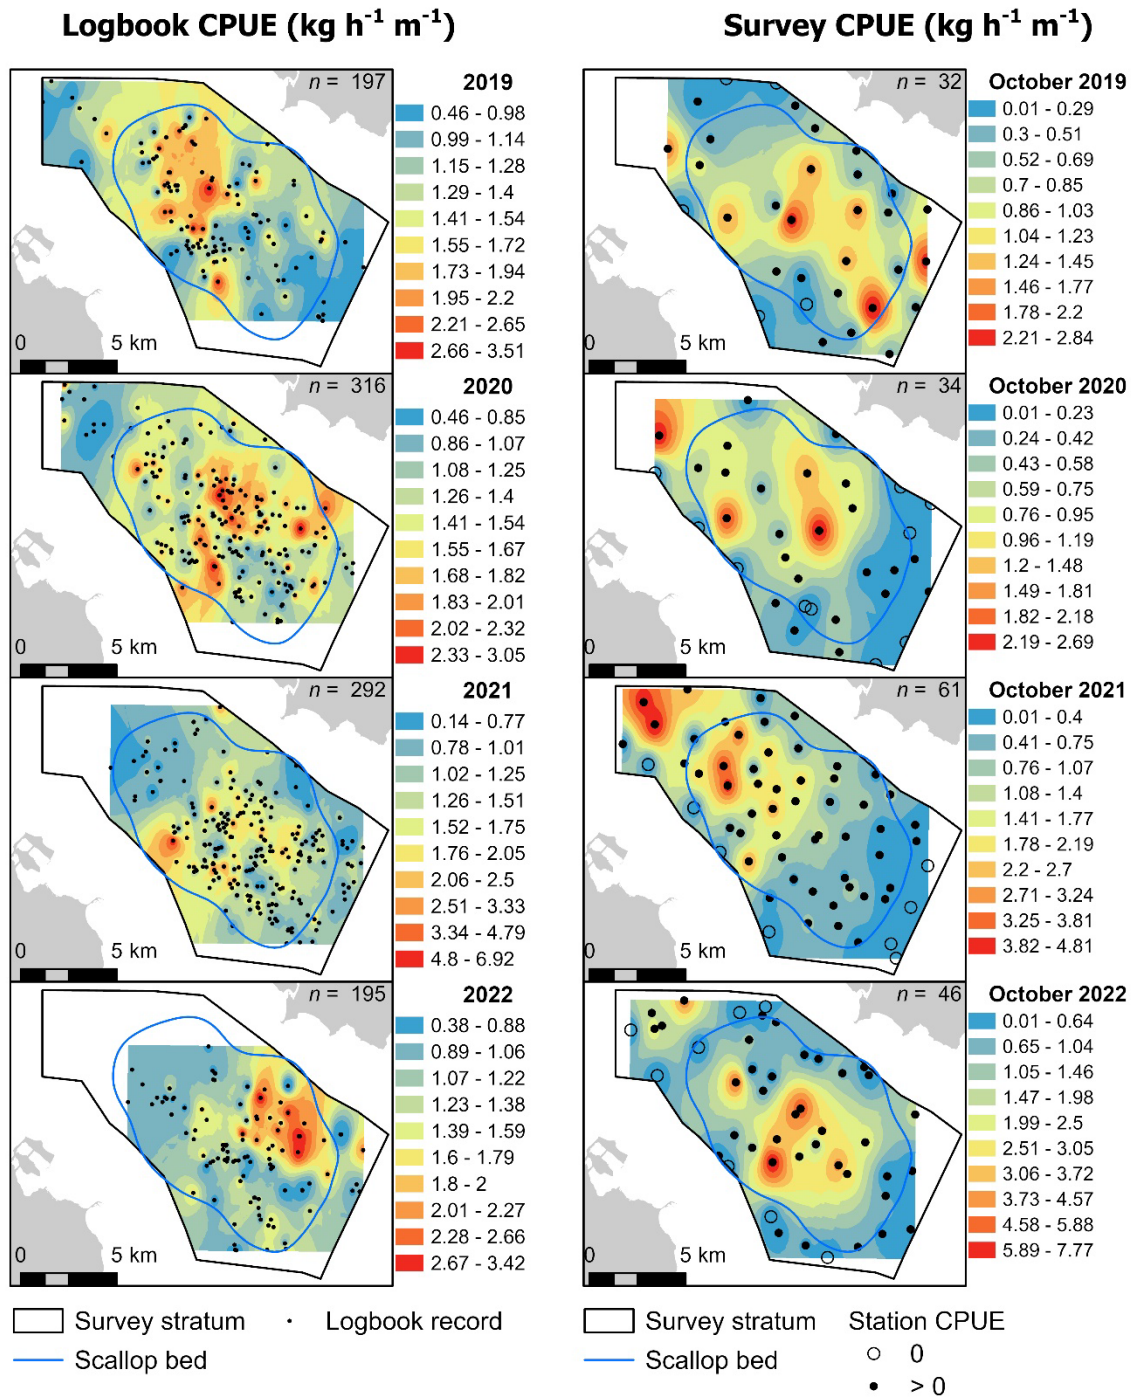 Logbook CPUE (kg h⁻¹ m⁻¹)
Survey CPUE (kg h⁻¹ m⁻¹)
n = 197
2019
0.46 - 0.98
0.99 - 1.14
1.15 - 1.28
1.29 - 1.4
1.41 - 1.54
1.55 - 1.72
1.73 - 1.94
1.95 - 2.2
2.21 - 2.65
2.66 - 3.51
0 5 km
n = 32
October 2019
0.01 - 0.29
0.3 - 0.51
0.52 - 0.69
0.7 - 0.85
0.86 - 1.03
1.04 - 1.23
1.24 - 1.45
1.46 - 1.77
1.78 - 2.2
2.21 - 2.84
0 5 km
n = 316
2020
0.46 - 0.85
0.86 - 1.07
1.08 - 1.25
1.26 - 1.4
1.41 - 1.54
1.55 - 1.67
1.68 - 1.82
1.83 - 2.01
2.02 - 2.32
2.33 - 3.05
0 5 km
n = 34
October 2020
0.01 - 0.23
0.24 - 0.42
0.43 - 0.58
0.59 - 0.75
0.76 - 0.95
0.96 - 1.19
1.2 - 1.48
1.49 - 1.81
1.82 - 2.18
2.19 - 2.69
0 5 km
n = 292
2021
0.14 - 0.77
0.78 - 1.01
1.02 - 1.25
1.26 - 1.51
1.52 - 1.75
1.76 - 2.05
2.06 - 2.5
2.51 - 3.33
3.34 - 4.79
4.8 - 6.92
0 5 km
n = 61
October 2021
0.01 - 0.4
0.41 - 0.75
0.76 - 1.07
1.08 - 1.4
1.41 - 1.77
1.78 - 2.19
2.2 - 2.7
2.71 - 3.24
3.25 - 3.81
3.82 - 4.81
0 5 km
n = 195
2022
0.38 - 0.88
0.89 - 1.06
1.07 - 1.22
1.23 - 1.38
1.39 - 1.59
1.6 - 1.79
1.8 - 2
2.01 - 2.27
2.28 - 2.66
2.67 - 3.42
0 5 km
n = 46
October 2022
0.01 - 0.64
0.65 - 1.04
1.05 - 1.46
1.47 - 1.98
1.99 - 2.5
2.51 - 3.05
3.06 - 3.72
3.73 - 4.57
4.58 - 5.88
5.89 - 7.77
0 5 km
Survey stratum
Logbook record
Scallop bed
Survey stratum
Station CPUE
Scallop bed
0
> 0